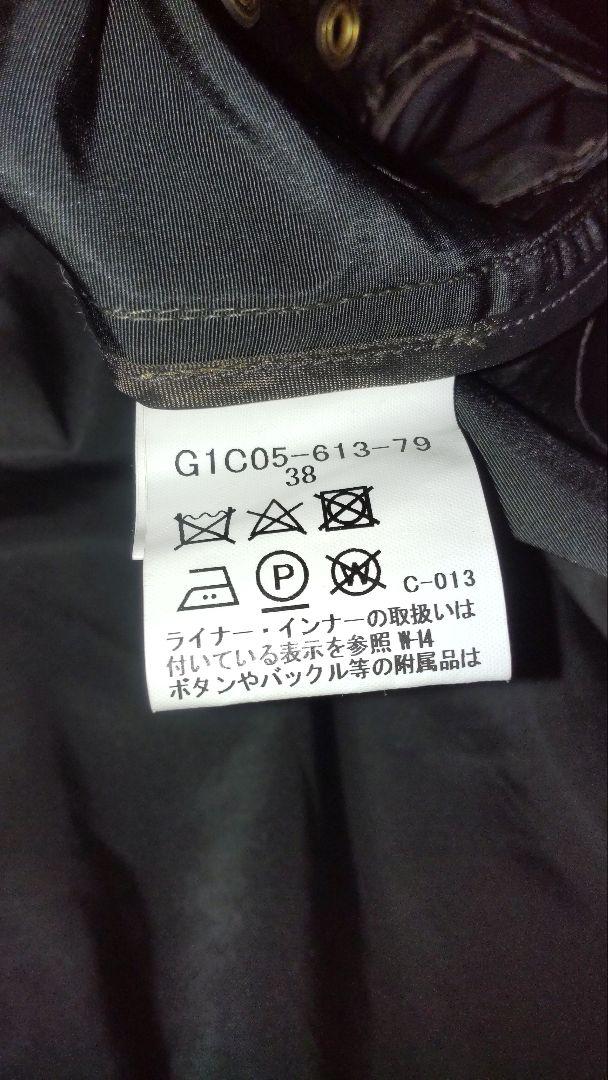 G1C05-613-79
38
P W C-013
ライナー・インナーの取扱いは
付いている表示を参照 W-14
ボタンやバックル等の附属品は